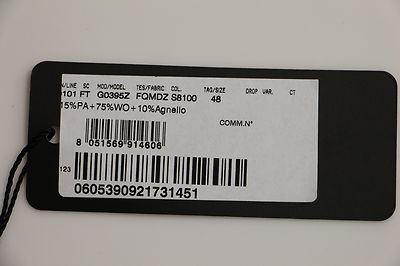 /LINE SC MOD/MODEL TES/FABRIC COL. TAG/SIZE DROP VAR. CT
0101 FT G0395Z FQMDZ S8100 48
15%PA+75%WO+10%Agnello
COMM.N°
8 051569 914606
123
0605390921731451